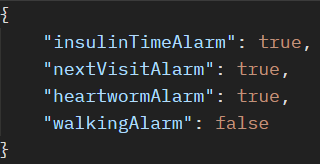 {
    "insulinTimeAlarm": true,
    "nextVisitAlarm": true,
    "heartwormAlarm": true,
    "walkingAlarm": false
}